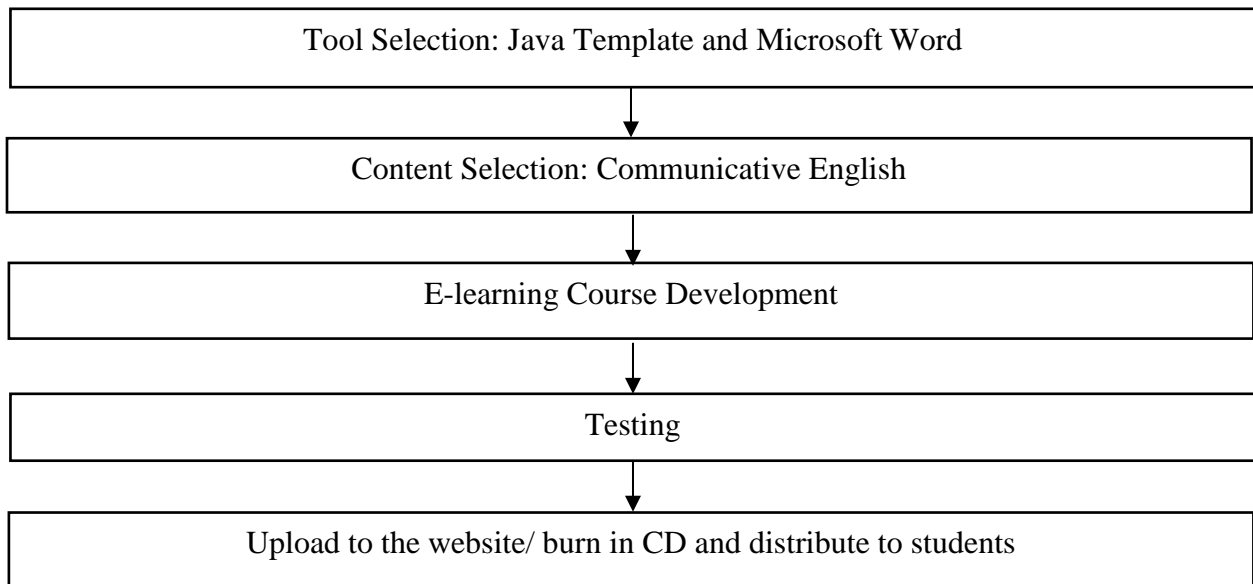 Tool Selection: Java Template and Microsoft Word
Content Selection: Communicative English
E-learning Course Development
Testing
Upload to the website/ burn in CD and distribute to students